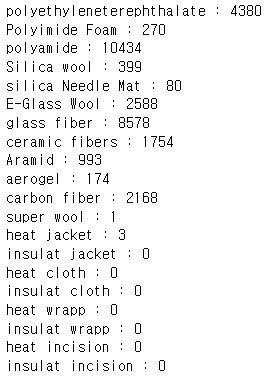 polyethyleneterephthalate : 4380
Polyimide Foam : 270
polyamide : 10434
Silica wool : 399
silica Needle Mat : 80
E-Glass Wool : 2588
glass fiber : 8578
ceramic fibers : 1754
Aramid : 993
aerogel : 174
carbon fiber : 2168
super wool : 1
heat jacket : 3
insulat jacket : 0
heat cloth : 0
insulat cloth : 0
heat wrapp : 0
insulat wrapp : 0
heat incision : 0
insulat incision : 0